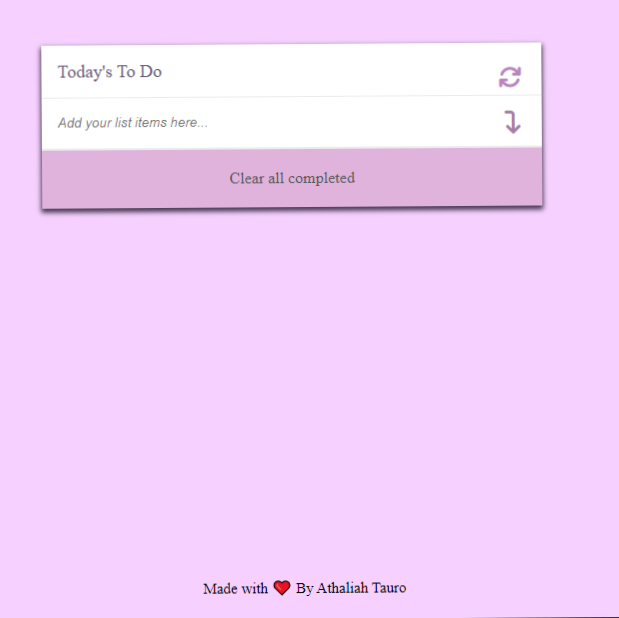 Today's To Do
Add your list items here...
Clear all completed
Made with ❤️ By Athaliah Tauro